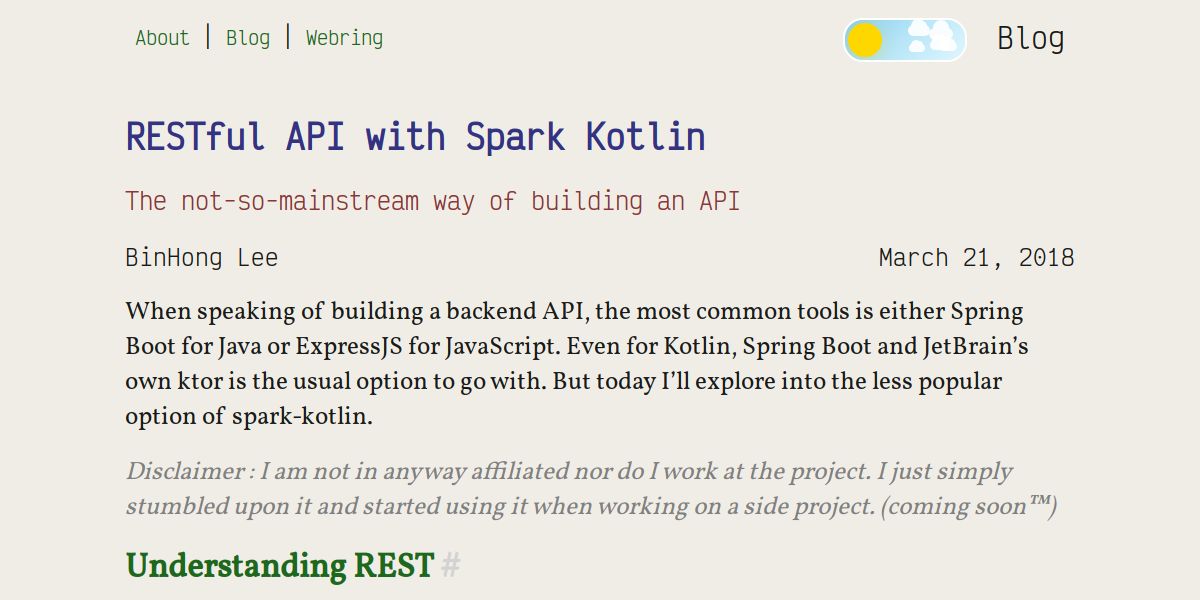 About | Blog | Webring
Blog
RESTful API with Spark Kotlin
The not-so-mainstream way of building an API
BinHong Lee
March 21, 2018
When speaking of building a backend API, the most common tools is either Spring
Boot for Java or ExpressJS for JavaScript. Even for Kotlin, Spring Boot and JetBrain’s
own ktor is the usual option to go with. But today I’ll explore into the less popular
option of spark-kotlin.
Disclaimer : I am not in anyway affiliated nor do I work at the project. I just simply
stumbled upon it and started using it when working on a side project. (coming soon™)
Understanding REST #